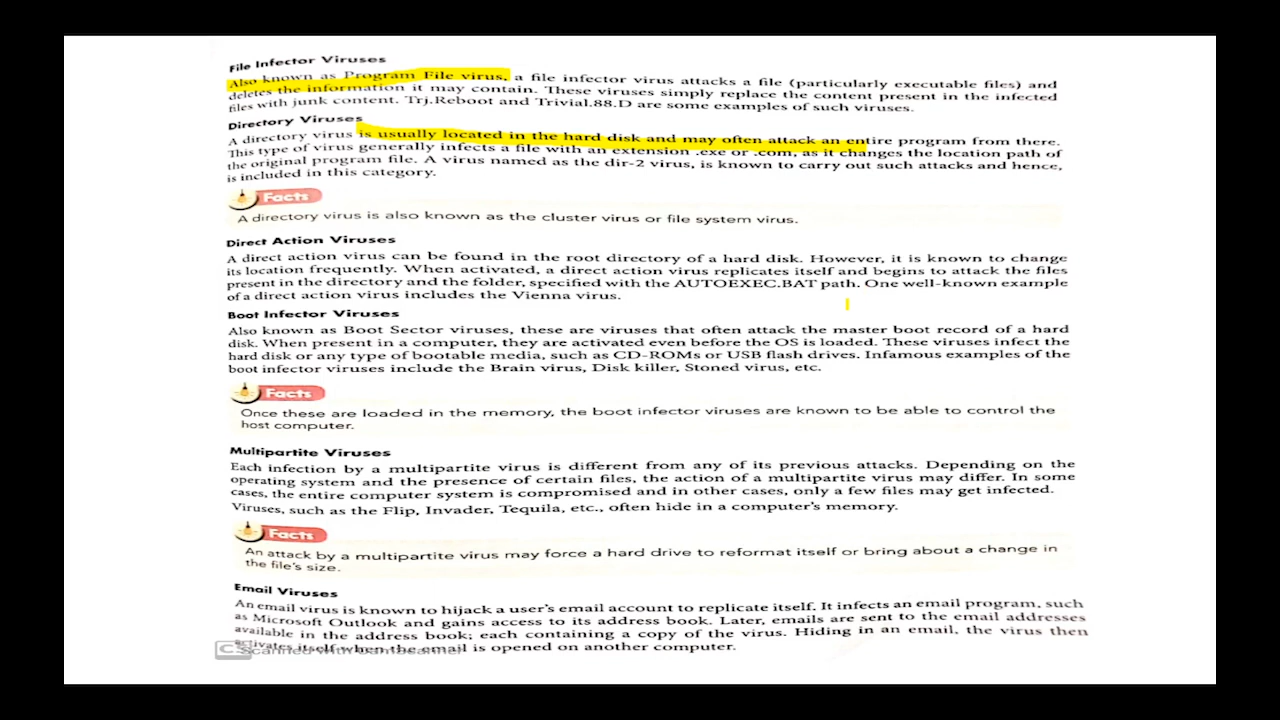 File Infector Viruses
Also known as Program File virus, a file infector virus attacks a file (particularly executable files) and
deletes the information it may contain. These viruses simply replace the content present in the infected
files with junk content. Trj.Reboot and Trivial.88.D are some examples of such viruses.
Directory Viruses
A directory virus is usually located in the hard disk and may often attack an entire program from there.
This type of virus generally infects a file with an extension .exe or .com, as it changes the location path of
the original program file. A virus named as the dir-2 virus, is known to carry out such attacks and hence,
is included in this category.
Facts
A directory virus is also known as the cluster virus or file system virus.
Direct Action Viruses
A direct action virus can be found in the root directory of a hard disk. However, it is known to change
its location frequently. When activated, a direct action virus replicates itself and begins to attack the files
present in the directory and the folder, specified with the AUTOEXEC.BAT path. One well-known example
of a direct action virus includes the Vienna virus.
Boot Infector Viruses
Also known as Boot Sector viruses, these are viruses that often attack the master boot record of a hard
disk. When present in a computer, they are activated even before the OS is loaded. These viruses infect the
hard disk or any type of bootable media, such as CD-ROMs or USB flash drives. Infamous examples of the
boot infector viruses include the Brain virus, Disk killer, Stoned virus, etc.
Facts
Once these are loaded in the memory, the boot infector viruses are known to be able to control the
host computer.
Multipartite Viruses
Each infection by a multipartite virus is different from any of its previous attacks. Depending on the
operating system and the presence of certain files, the action of a multipartite virus may differ. In some
cases, the entire computer system is compromised and in other cases, only a few files may get infected.
Viruses, such as the Flip, Invader, Tequila, etc., often hide in a computer's memory.
Facts
An attack by a multipartite virus may force a hard drive to reformat itself or bring about a change in
the file's size.
Email Viruses
An email virus is known to hijack a user's email account to replicate itself. It infects an email program, such
as Microsoft Outlook and gains access to its address book. Later, emails are sent to the email addresses
available in the address book; each containing a copy of the virus. Hiding in an email, the virus then
activates itself when the email is opened on another computer.
CS Scanned with CamScanner